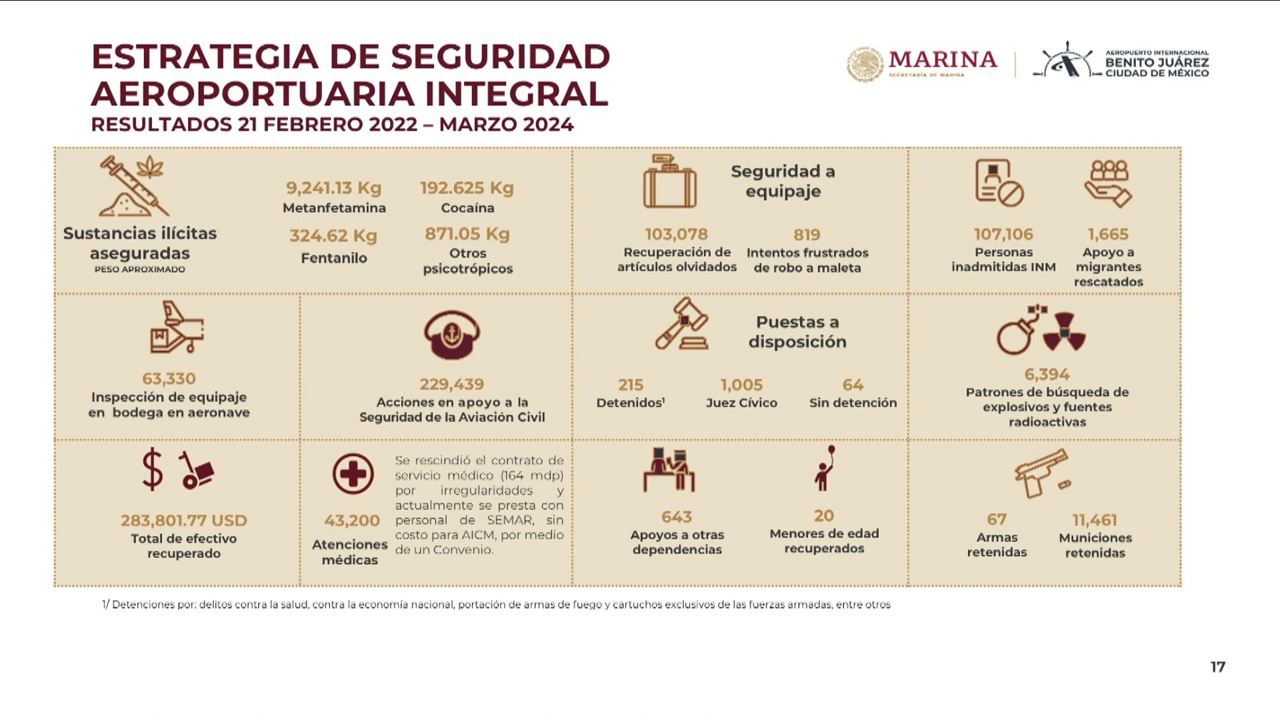 ESTRATEGIA DE SEGURIDAD
AEROPORTUARIA INTEGRAL
RESULTADOS 21 FEBRERO 2022 – MARZO 2024
MARINA
SECRETARÍA DE MARINA
AEROPUERTO INTERNACIONAL
BENITO JUÁREZ
CIUDAD DE MÉXICO
Sustancias ilícitas
aseguradas
PESO APROXIMADO
9,241.13 Kg
Metanfetamina
192.625 Kg
Cocaína
324.62 Kg
Fentanilo
871.05 Kg
Otros
psicotrópicos
Seguridad a
equipaje
103,078
Recuperación de
artículos olvidados
819
Intentos frustrados
de robo a maleta
107,106
Personas
inadmitidas INM
1,665
Apoyo a
migrantes
rescatados
63,330
Inspección de equipaje
en bodega en aeronave
229,439
Acciones en apoyo a la
Seguridad de la Aviación Civil
Puestas a
disposición
215
Detenidos¹
1,005
Juez Cívico
64
Sin detención
6,394
Patrones de búsqueda de
explosivos y fuentes
radioactivas
$
283,801.77 USD
Total de efectivo
recuperado
43,200
Atenciones
médicas
Se rescindió el contrato de
servicio médico (164 mdp)
por irregularidades y
actualmente se presta con
personal de SEMAR, sin
costo para AICM, por medio
de un Convenio.
643
Apoyos a otras
dependencias
20
Menores de edad
recuperados
67
Armas
retenidas
11,461
Municiones
retenidas
1/ Detenciones por: delitos contra la salud, contra la economía nacional, portación de armas de fuego y cartuchos exclusivos de las fuerzas armadas, entre otros
17